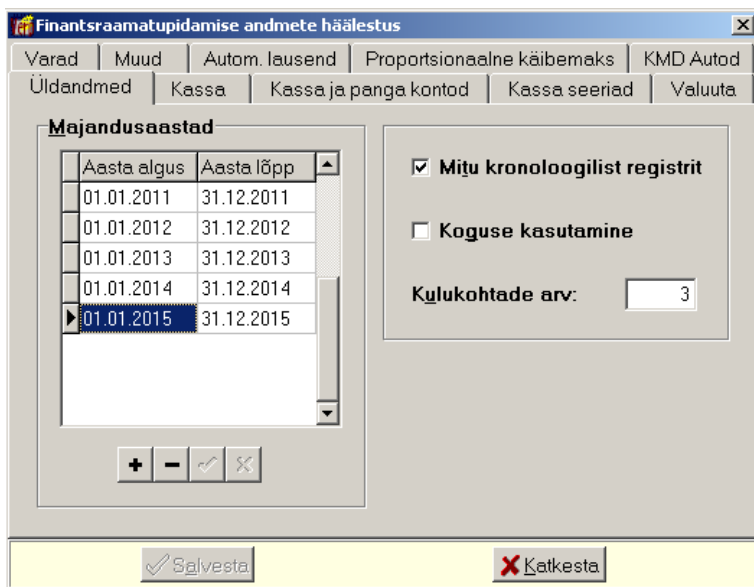 Finantsraamatupidamise andmete häälestus
Varad Muud Autom. lausend Proportsionaalne käibemaks KMD Autod
Üldandmed Kassa Kassa ja panga kontod Kassa seeriad Valuuta
Majandusaastad
Aasta algus Aasta lõpp
01.01.2011 31.12.2011
01.01.2012 31.12.2012
01.01.2013 31.12.2013
01.01.2014 31.12.2014
01.01.2015 31.12.2015
Mitu kronoloogilist registrit
Koguse kasutamine
Kulukohtade arv: 3
Salvesta Katkesta